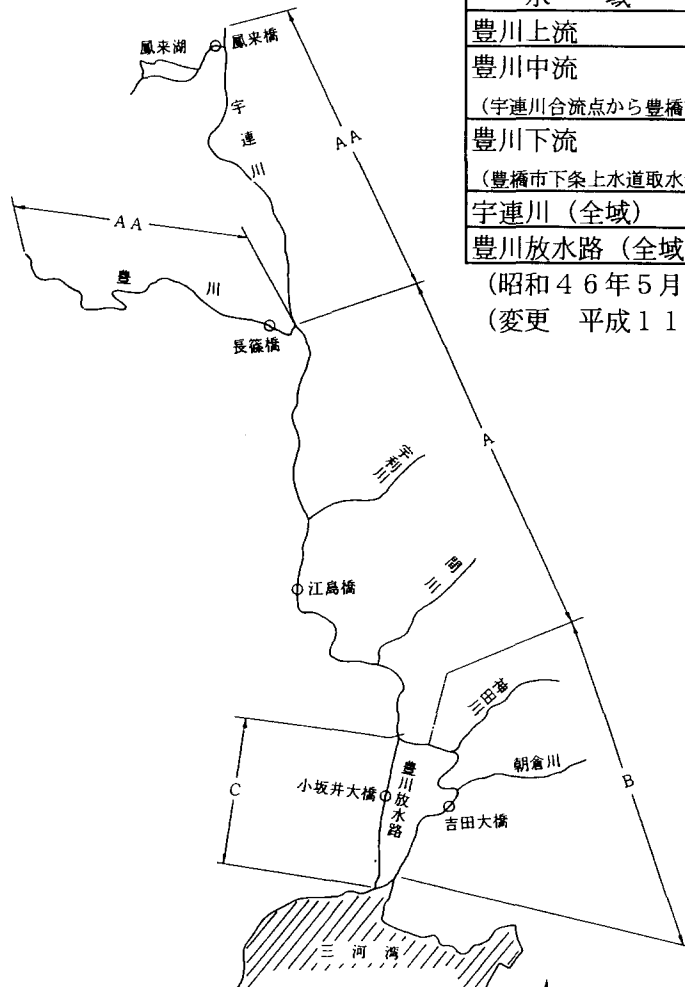 水 域
豊川上流
豊川中流
(宇連川合流点から豊橋
豊川下流
(豊橋市下条上水道取水
宇連川（全域）
豊川放水路（全域
(昭和４６年５月
(変更 平成１１
鳳来湖
鳳来橋
宇連川
AA
AA
豊川
長篠橋
A
宇利川
江島橋
間川
神田川
朝倉川
B
C
小坂井大橋
豊川放水路
吉田大橋
三河湾